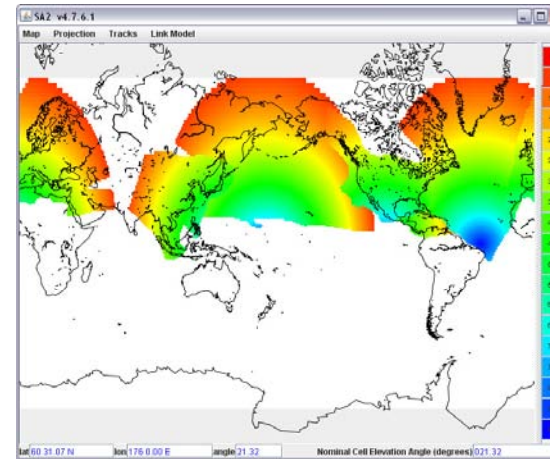 SA2 v4.7.6.1
Map Projection Tracks Link Model
lat 60 31.07 N lon 176 0.00 E angle 21.32 Nominal Cell Elevation Angle (degrees) 021.32